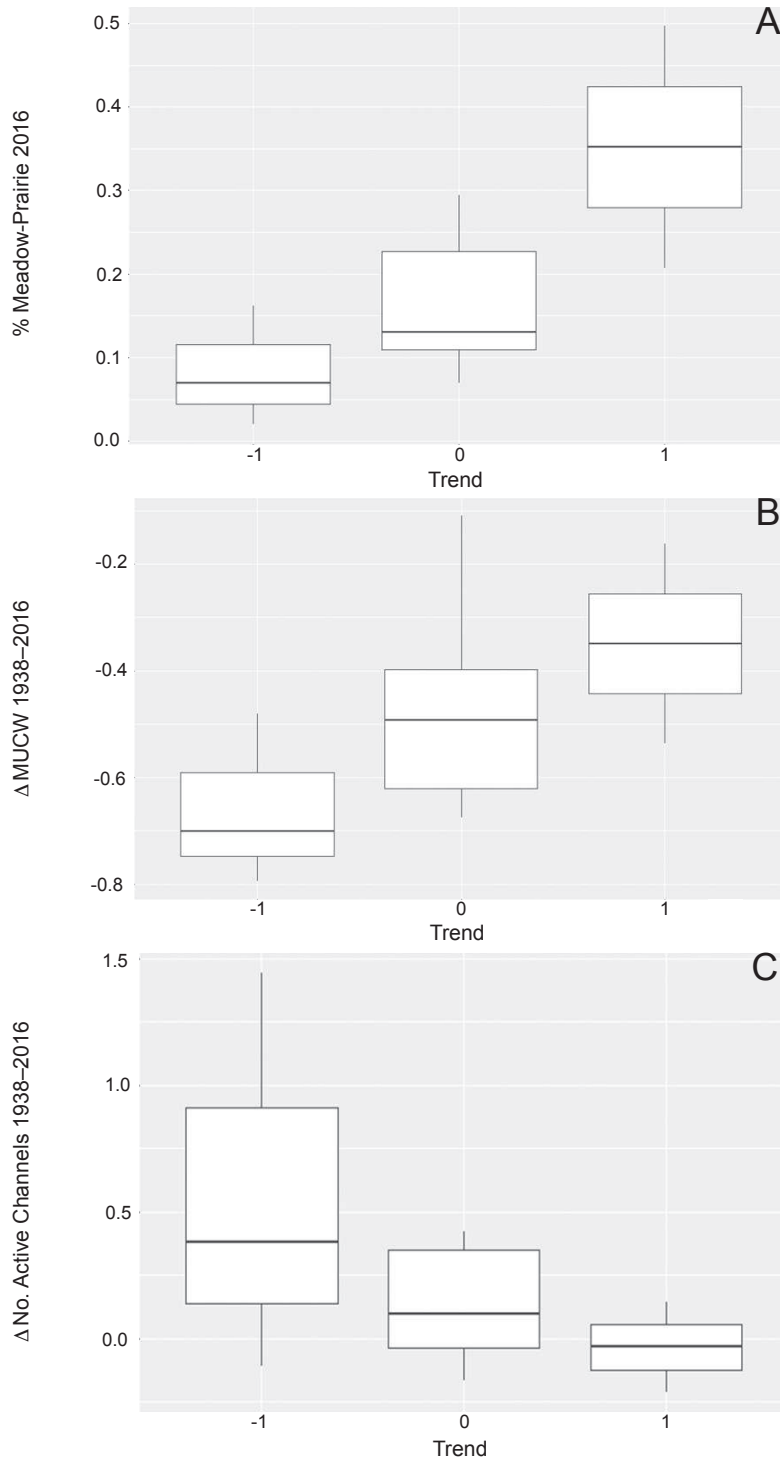 A
% Meadow-Prairie 2016
0.5
0.4
0.3
0.2
0.1
0.0
-1 0 1
Trend
B
Δ MUCW 1938–2016
-0.2
-0.4
-0.6
-0.8
-1 0 1
Trend
C
Δ No. Active Channels 1938–2016
1.5
1.0
0.5
0.0
-1 0 1
Trend